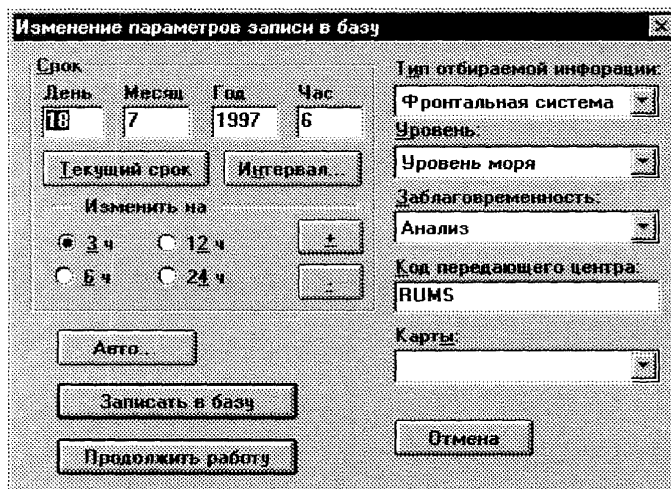 Изменение параметров записи в базу
Срок
День Месяц Год Час
18 7 1997 6
Текущий срок Интервал...
Изменить на
3 ч 12 ч +
6 ч 24 ч -
Авто...
Записать в базу
Продолжить работу
Тип отбираемой инфорации:
Фронтальная система
Уровень:
Уровень моря
Заблаговременность:
Анализ
Код передающего центра:
RUMS
Карты:
Отмена